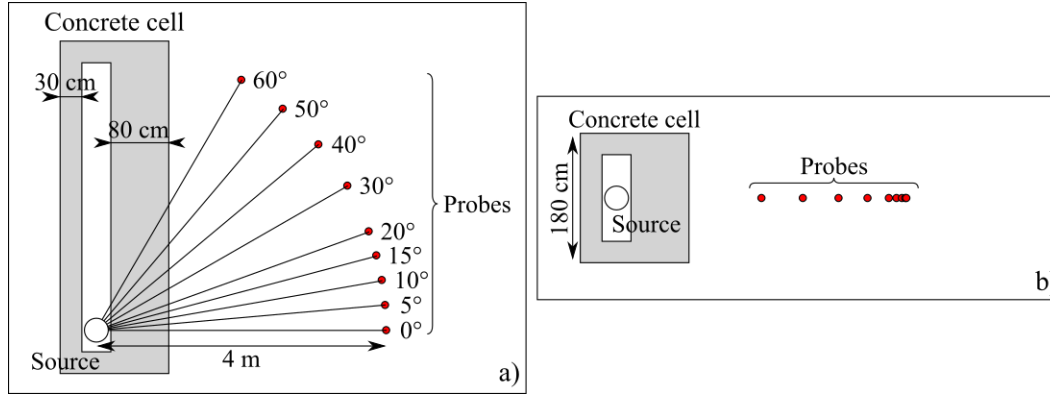 Concrete cell
30 cm
80 cm
60°
50°
40°
30°
20°
15°
10°
5°
0°
Probes
Source
4 m
a)
Concrete cell
Probes
180 cm
Source
b